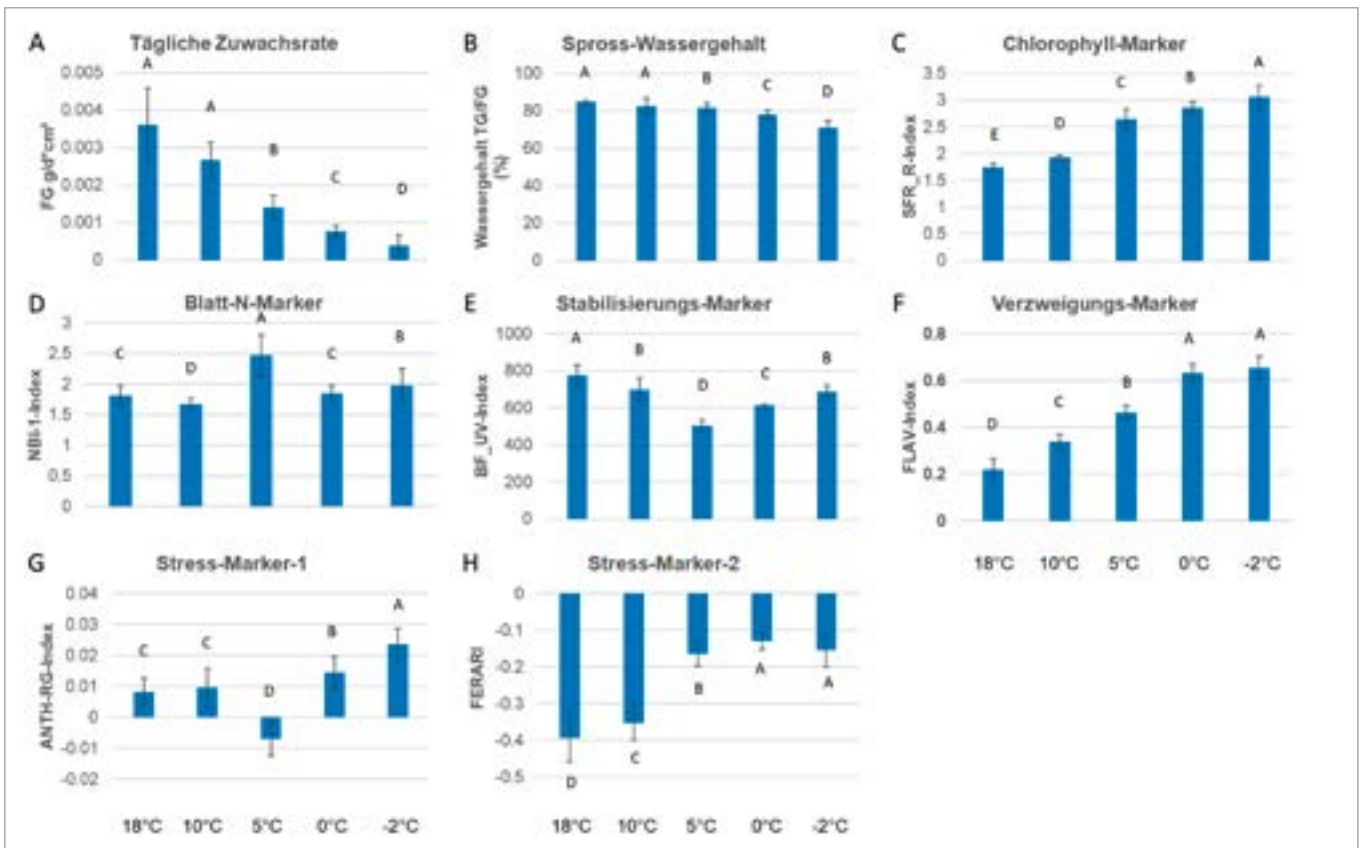 A Tägliche Zuwachsrate
FG g/d*cm²
0.005
0.004
0.003
0.002
0.001
0
A A B C D
B Spross-Wassergehalt
Wassergehalt TG/FG
(%)
100
80
60
40
20
0
A A B C D
C Chlorophyll-Marker
SFR_R-Index
3.5
3
2.5
2
1.5
1
0.5
0
E D C B A
D Blatt-N-Marker
NBI-1-Index
3
2.5
2
1.5
1
0.5
0
C D A C B
E Stabilisierungs-Marker
BF_UV-Index
1000
800
600
400
200
0
A B D C B
F Verzweigungs-Marker
FLAV-Index
0.8
0.6
0.4
0.2
0
D C B A A
18°C 10°C 5°C 0°C -2°C
G Stress-Marker-1
ANTH-RG-Index
0.04
0.03
0.02
0.01
0
-0.01
-0.02
C C D B A
18°C 10°C 5°C 0°C -2°C
H Stress-Marker-2
FERARI
0
-0.1
-0.2
-0.3
-0.4
-0.5
D C B A A
18°C 10°C 5°C 0°C -2°C